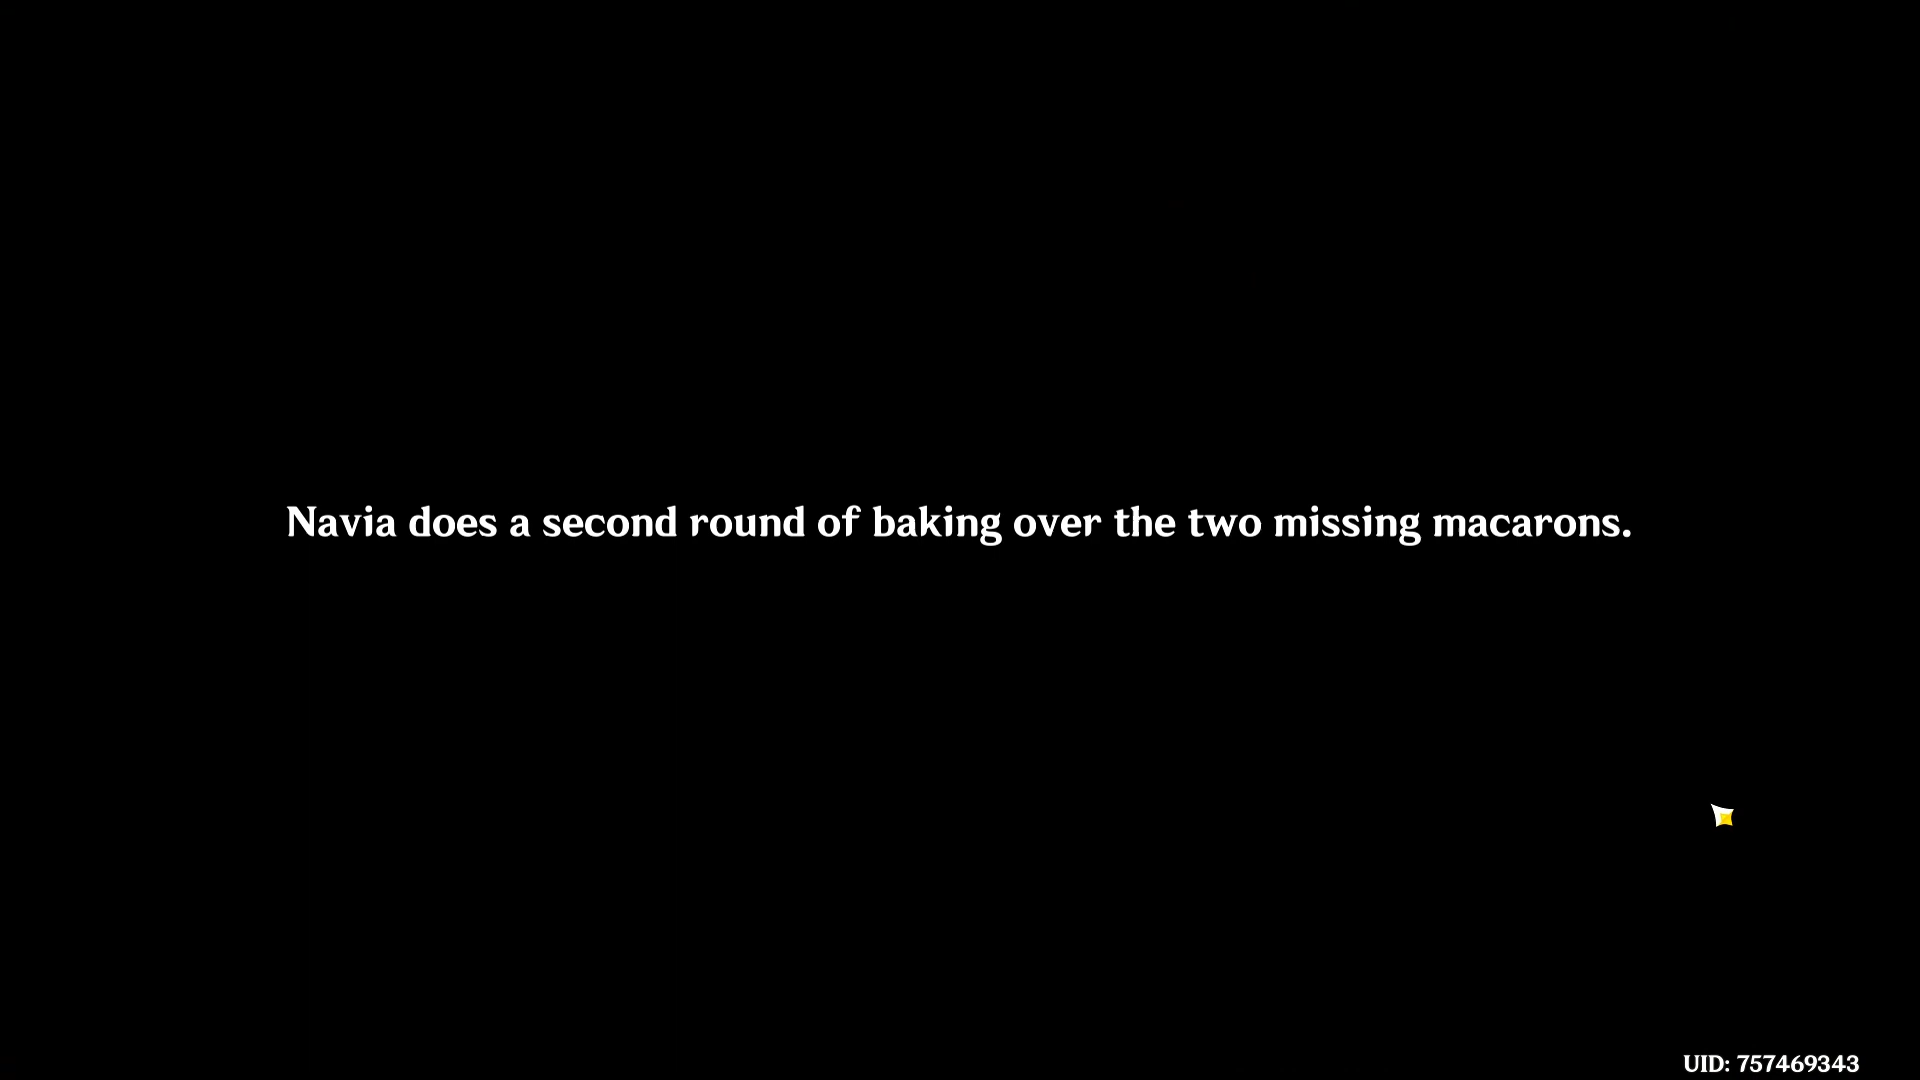 Navia does a second round of baking over the two missing macarons.
UID: 757469343